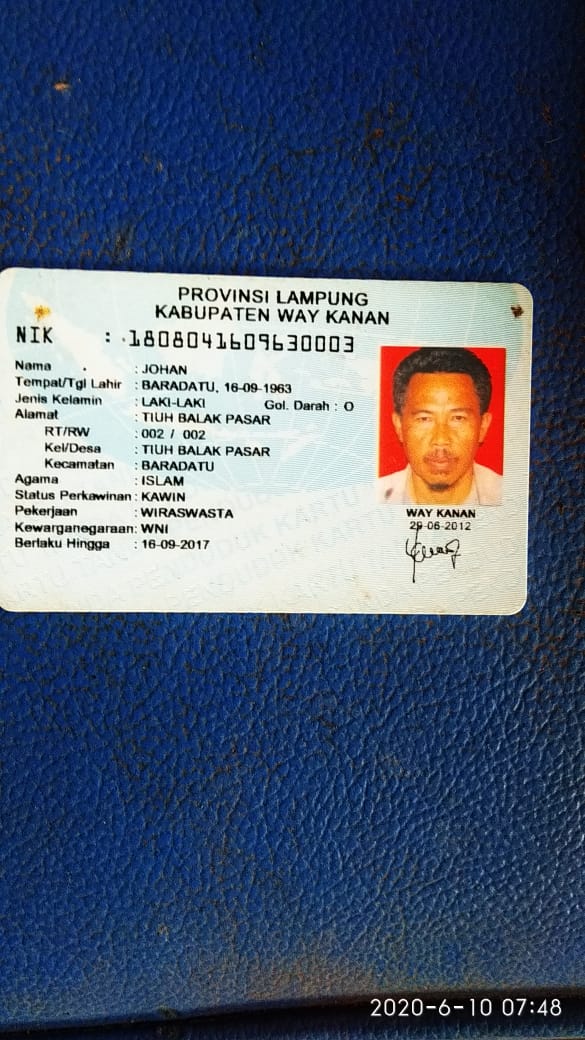 PROVINSI LAMPUNG
KABUPATEN WAY KANAN
NIK : 1808041609630003
Nama : JOHAN
Tempat/Tgl Lahir : BARADATU, 16-09-1963
Jenis Kelamin : LAKI-LAKI Gol. Darah : O
Alamat : TIUH BALAK PASAR
RT/RW : 002 / 002
Kel/Desa : TIUH BALAK PASAR
Kecamatan : BARADATU
Agama : ISLAM
Status Perkawinan : KAWIN
Pekerjaan : WIRASWASTA
Kewarganegaraan : WNI
Berlaku Hingga : 16-09-2017
WAY KANAN
29-06-2012
2020-6-10 07:48